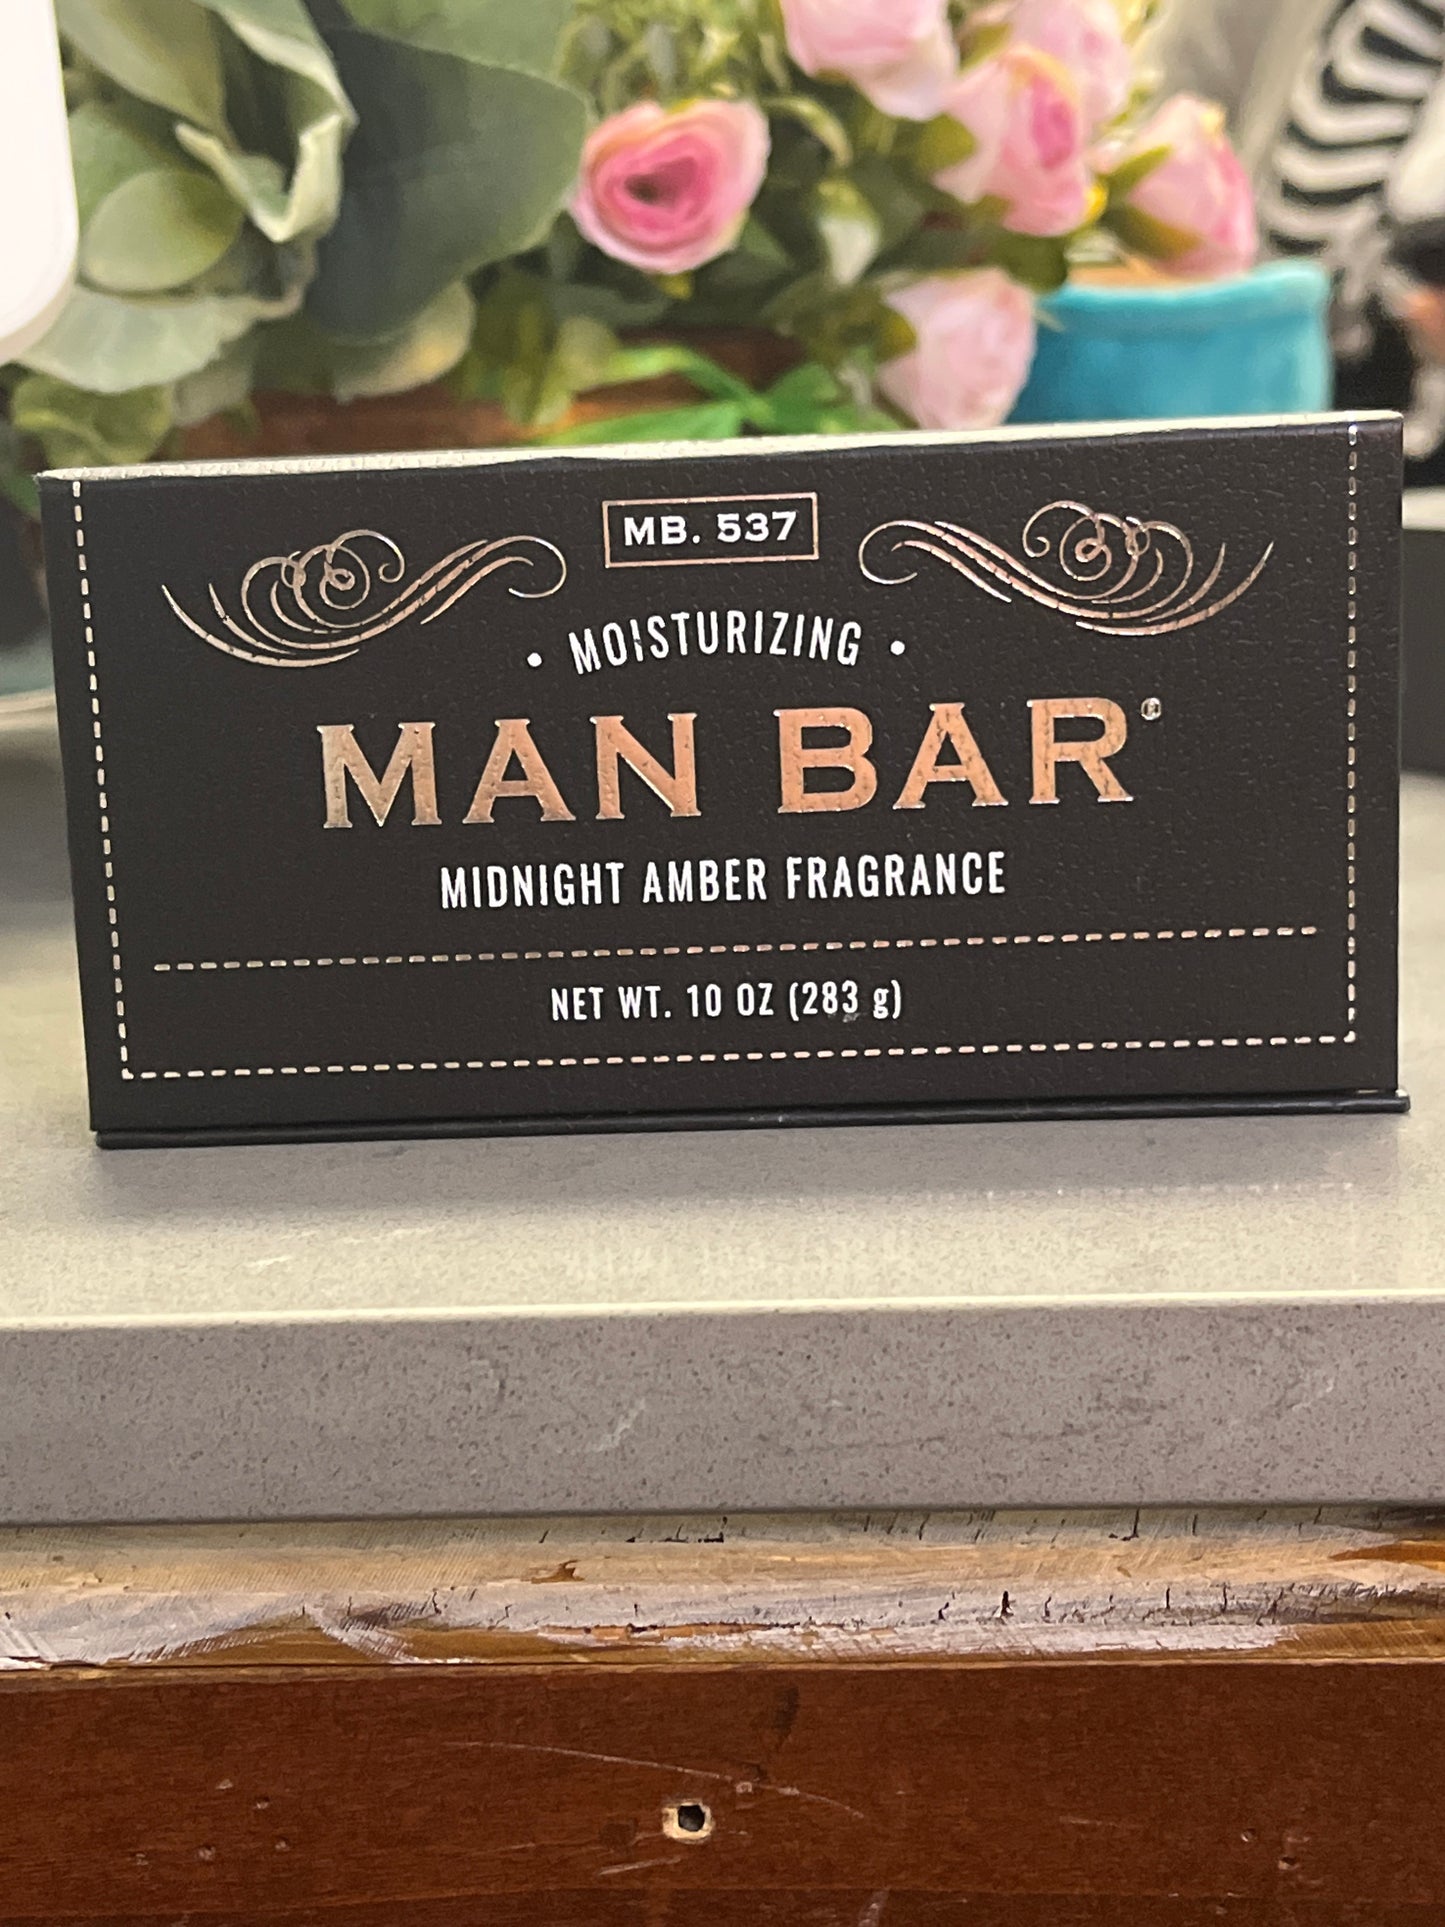 MB. 537
• MOISTURIZING •
MAN BAR®
MIDNIGHT AMBER FRAGRANCE
NET WT. 10 OZ (283 g)